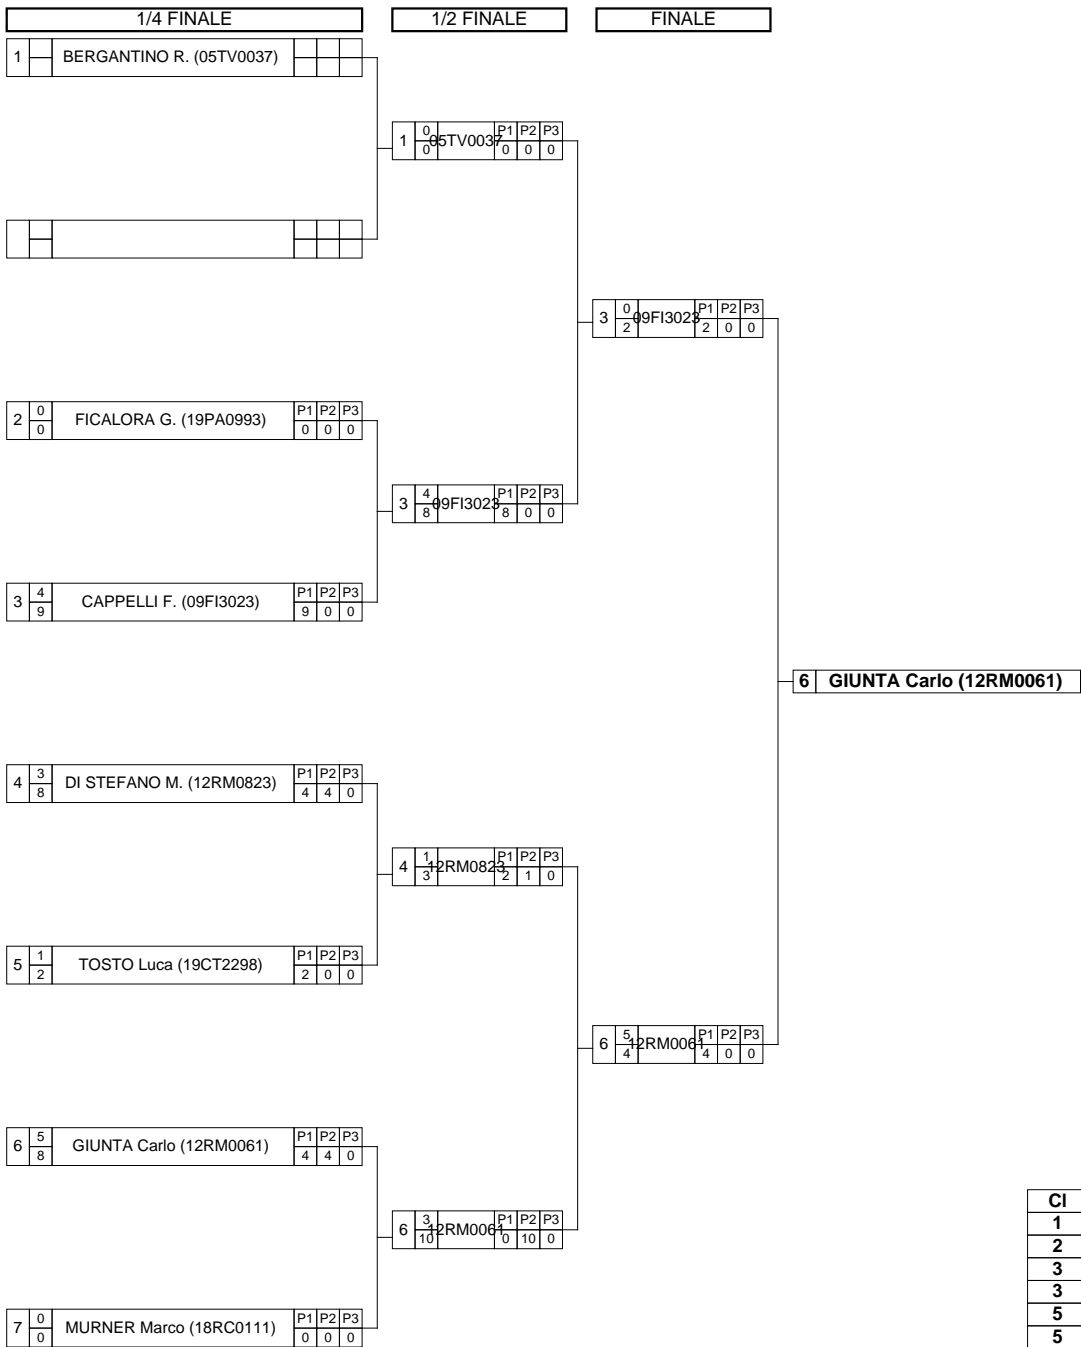 1/4 FINALE 1/2 FINALE FINALE
1 BERGANTINO R. (05TV0037)
1 0 0 05TV0037 P1 P2 P3 0 0 0
3 0 2 09FI3023 P1 P2 P3 2 0 0
2 0 0 FICALORA G. (19PA0993) P1 P2 P3 0 0 0
3 4 8 09FI3023 P1 P2 P3 8 0 0
3 4 9 CAPPELLI F. (09FI3023) P1 P2 P3 9 0 0
6 GIUNTA Carlo (12RM0061)
4 3 8 DI STEFANO M. (12RM0823) P1 P2 P3 4 4 0
4 1 3 12RM0823 P1 P2 P3 2 1 0
5 1 2 TOSTO Luca (19CT2298) P1 P2 P3 2 0 0
6 5 4 12RM0061 P1 P2 P3 4 0 0
6 5 8 GIUNTA Carlo (12RM0061) P1 P2 P3 4 4 0
6 3 10 12RM0061 P1 P2 P3 0 10 0
7 0 0 MURNER Marco (18RC0111) P1 P2 P3 0 0 0
Cl
1
2
3
3
5
5